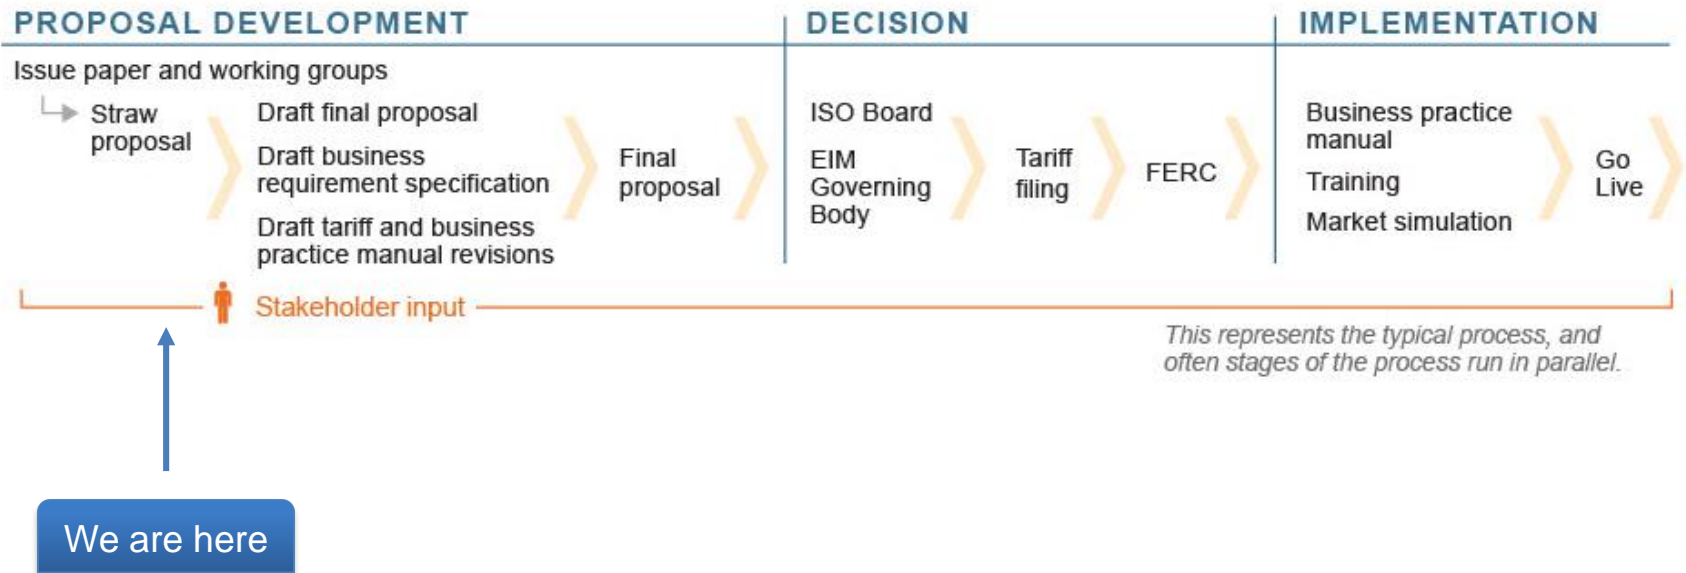 PROPOSAL DEVELOPMENT
DECISION
IMPLEMENTATION
Issue paper and working groups
Straw
proposal
Draft final proposal
Draft business
requirement specification
Draft tariff and business
practice manual revisions
Final
proposal
ISO Board
EIM
Governing
Body
Tariff
filing
FERC
Business practice
manual
Training
Market simulation
Go
Live
Stakeholder input
This represents the typical process, and
often stages of the process run in parallel.
We are here